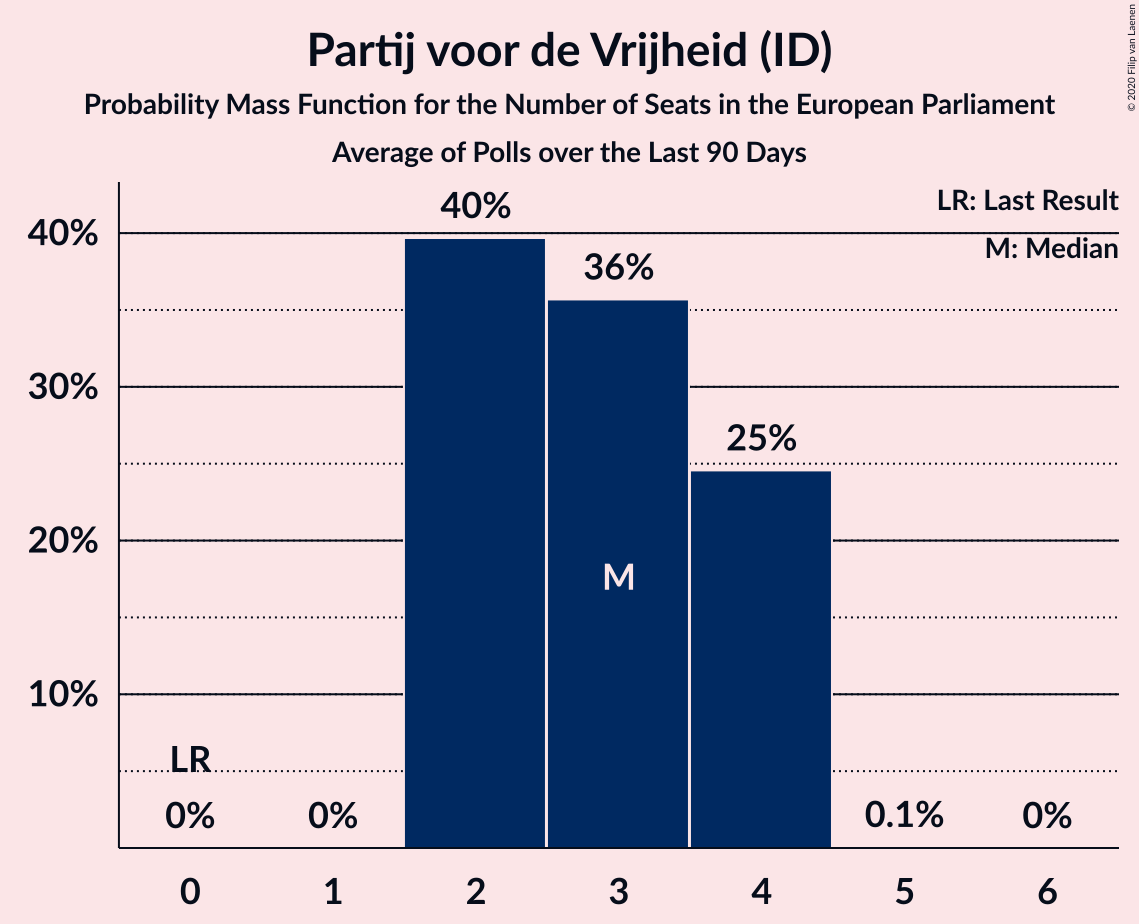 Partij voor de Vrijheid (ID)
Probability Mass Function for the Number of Seats in the European Parliament
Average of Polls over the Last 90 Days
© 2020 Filip van Laenen
LR: Last Result
M: Median
40%
30%
20%
10%
40%
36%
25%
M
LR
0%
0%
0.1%
0%
0 1 2 3 4 5 6